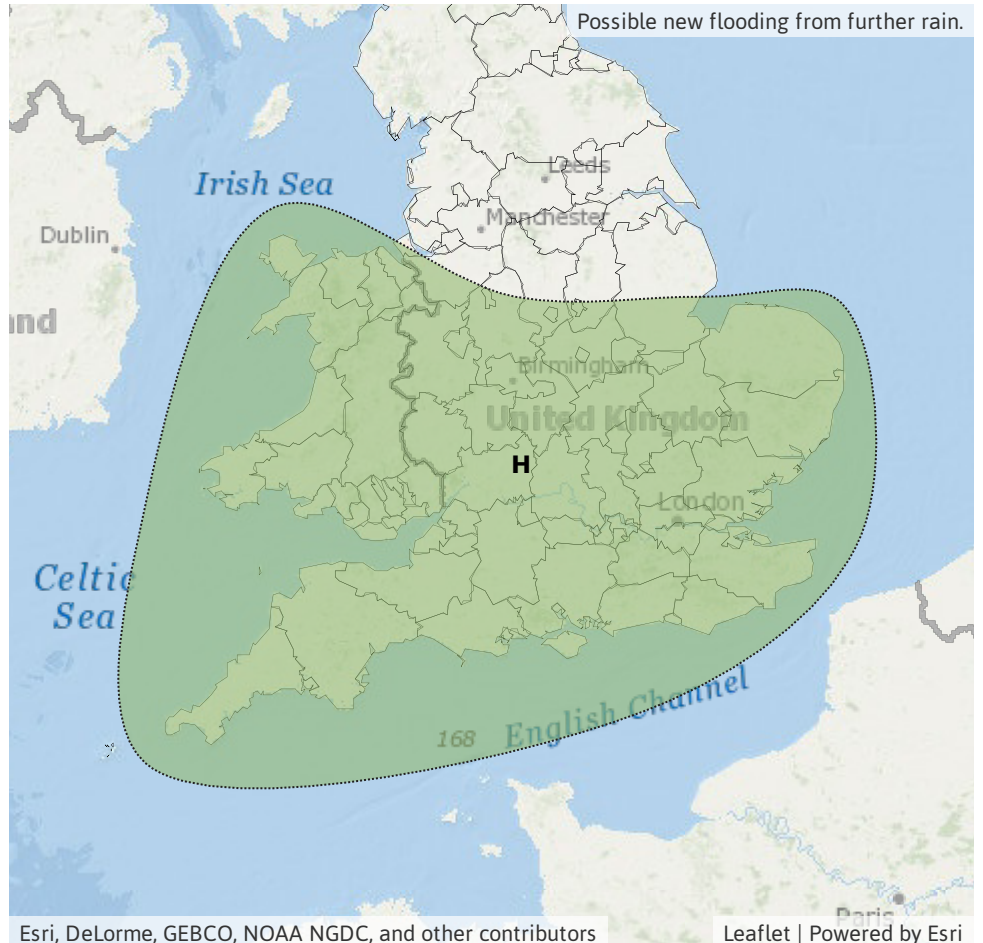 Possible new flooding from further rain.
Leeds
Irish Sea
Manchester
Dublin
nd
Birmingham
United Kingdom
H
London
Celtic
Sea
English Channel
168
Paris
Esri, DeLorme, GEBCO, NOAA NGDC, and other contributors
Leaflet | Powered by Esri